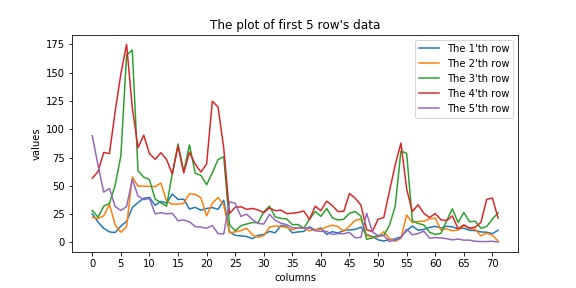 The plot of first 5 row's data
values
175
150
125
100
75
50
25
0
The 1'th row
The 2'th row
The 3'th row
The 4'th row
The 5'th row
0 5 10 15 20 25 30 35 40 45 50 55 60 65 70
columns